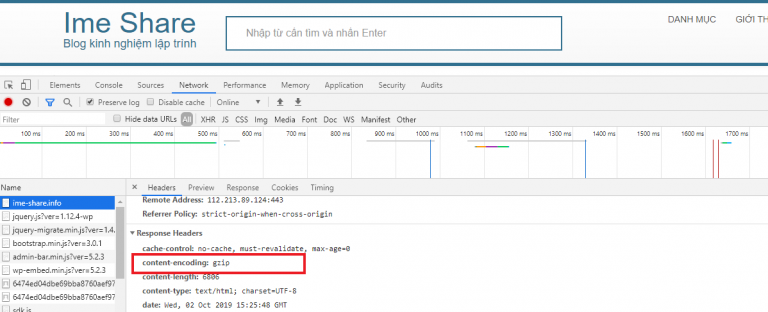 Ime Share
Blog kinh nghiệm lập trình
Nhập từ cần tìm và nhấn Enter
DANH MỤC GIỚI TH
Elements Console Sources Network Performance Memory Application Security Audits
Preserve log Disable cache Online
Filter Hide data URLs All XHR JS CSS Img Media Font Doc WS Manifest Other
100 ms 200 ms 300 ms 400 ms 500 ms 600 ms 700 ms 800 ms 900 ms 1000 ms 1100 ms 1200 ms 1300 ms 1400 ms 1500 ms 1600 ms 1700 ms
Name
ime-share.info
jquery.js?ver=1.12.4-wp
jquery-migrate.min.js?ver=1.4.
bootstrap.min.js?ver=3.0.1
admin-bar.min.js?ver=5.2.3
wp-embed.min.js?ver=5.2.3
6474ed04dbe69bba8760aef9
6474ed04dbe69bba8760aef9
sdk.js
Headers Preview Response Cookies Timing
Remote Address: 112.213.89.124:443
Referrer Policy: strict-origin-when-cross-origin
Response Headers
cache-control: no-cache, must-revalidate, max-age=0
content-encoding: gzip
content-length: 6806
content-type: text/html; charset=UTF-8
date: Wed, 02 Oct 2019 15:25:48 GMT